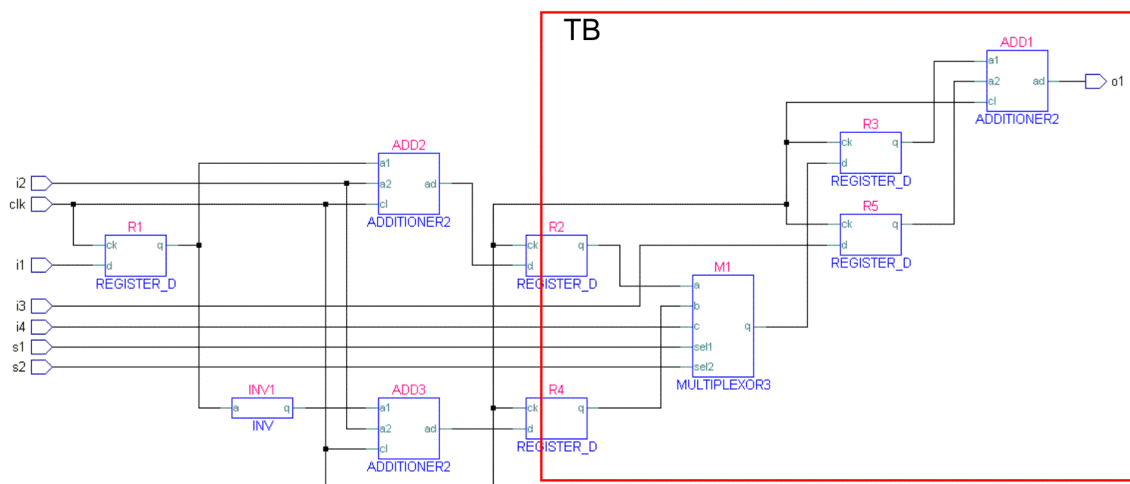 TB
ADD1
a1
a2
ad
o1
cl
ADDITIONER2
R3
ck
q
d
REGISTER_D
ADD2
a1
i2
a2
ad
clk
cl
ADDITIONER2
R5
ck
q
d
REGISTER_D
R1
ck
q
i1
d
REGISTER_D
R2
ck
q
d
REGISTER_D
M1
a
i3
b
i4
c
q
s1
sel1
s2
sel2
MULTIPLEXOR3
INV1
a
q
INV
ADD3
a1
a2
ad
cl
ADDITIONER2
R4
ck
q
d
REGISTER_D